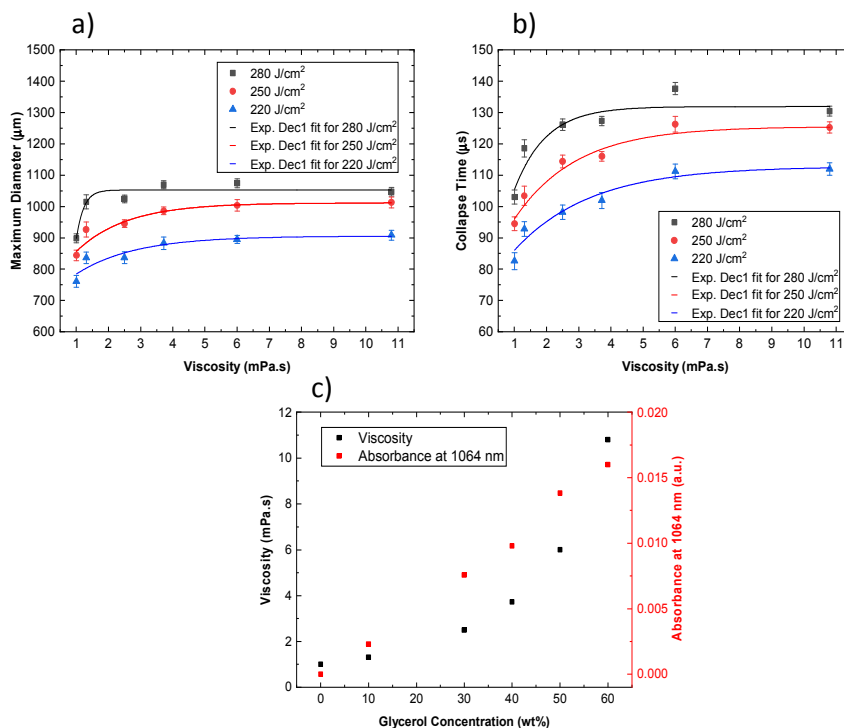 a)
1500
1400
1300
1200
1100
1000
900
800
700
600
Maximum Diameter (µm)
280 J/cm²
250 J/cm²
220 J/cm²
Exp. Dec1 fit for 280 J/cm²
Exp. Dec1 fit for 250 J/cm²
Exp. Dec1 fit for 220 J/cm²
1 2 3 4 5 6 7 8 9 10 11
Viscosity (mPa.s)
b)
150
140
130
120
110
100
90
80
70
60
Collapse Time (µs)
280 J/cm²
250 J/cm²
220 J/cm²
Exp. Dec1 fit for 280 J/cm²
Exp. Dec1 fit for 250 J/cm²
Exp. Dec1 fit for 220 J/cm²
1 2 3 4 5 6 7 8 9 10 11
Viscosity (mPa.s)
c)
12
10
8
6
4
2
0
Viscosity (mPa.s)
Viscosity
Absorbance at 1064 nm
0.020
0.015
0.010
0.005
0.000
Absorbance at 1064 nm (a.u.)
0 10 20 30 40 50 60
Glycerol Concentration (wt%)